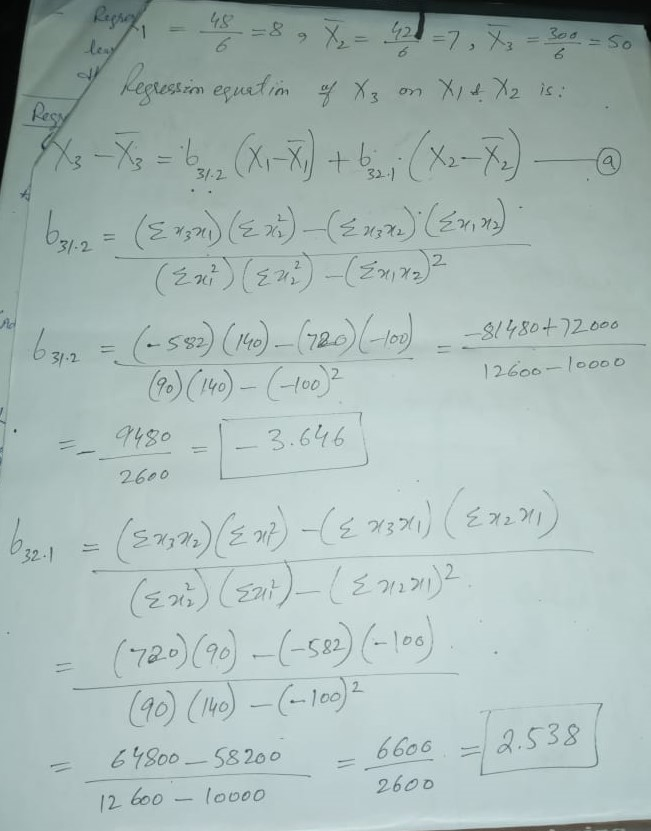 Regre
1 = 48/6 = 8 , X̄₂ = 42/6 = 7 , X̄₃ = 300/6 = 50
Regression equation of X₃ on X₁ & X₂ is:
Regr
X₃ − X̄₃ = b₃₁.₂ (X₁ − X̄₁) + b₃₂.₁ (X₂ − X̄₂) —— ⓐ
b₃₁.₂ = (Σx₃x₁)(Σx₂²) − (Σx₃x₂)(Σx₁x₂)
(Σx₁²)(Σx₂²) − (Σx₁x₂)²
b₃₁.₂ = (−582)(140) − (720)(−100) = −81480+72000
(90)(140) − (−100)² 12600−10000
= − 9480/2600 = −3.646
b₃₂.₁ = (Σx₃x₂)(Σx₁²) − (Σx₃x₁)(Σx₂x₁)
(Σx₂²)(Σx₁²) − (Σx₂x₁)²
= (720)(90) − (−582)(−100)
(90)(140) − (−100)²
= 64800 − 58200 = 6600 = 2.538
12600 − 10000 2600